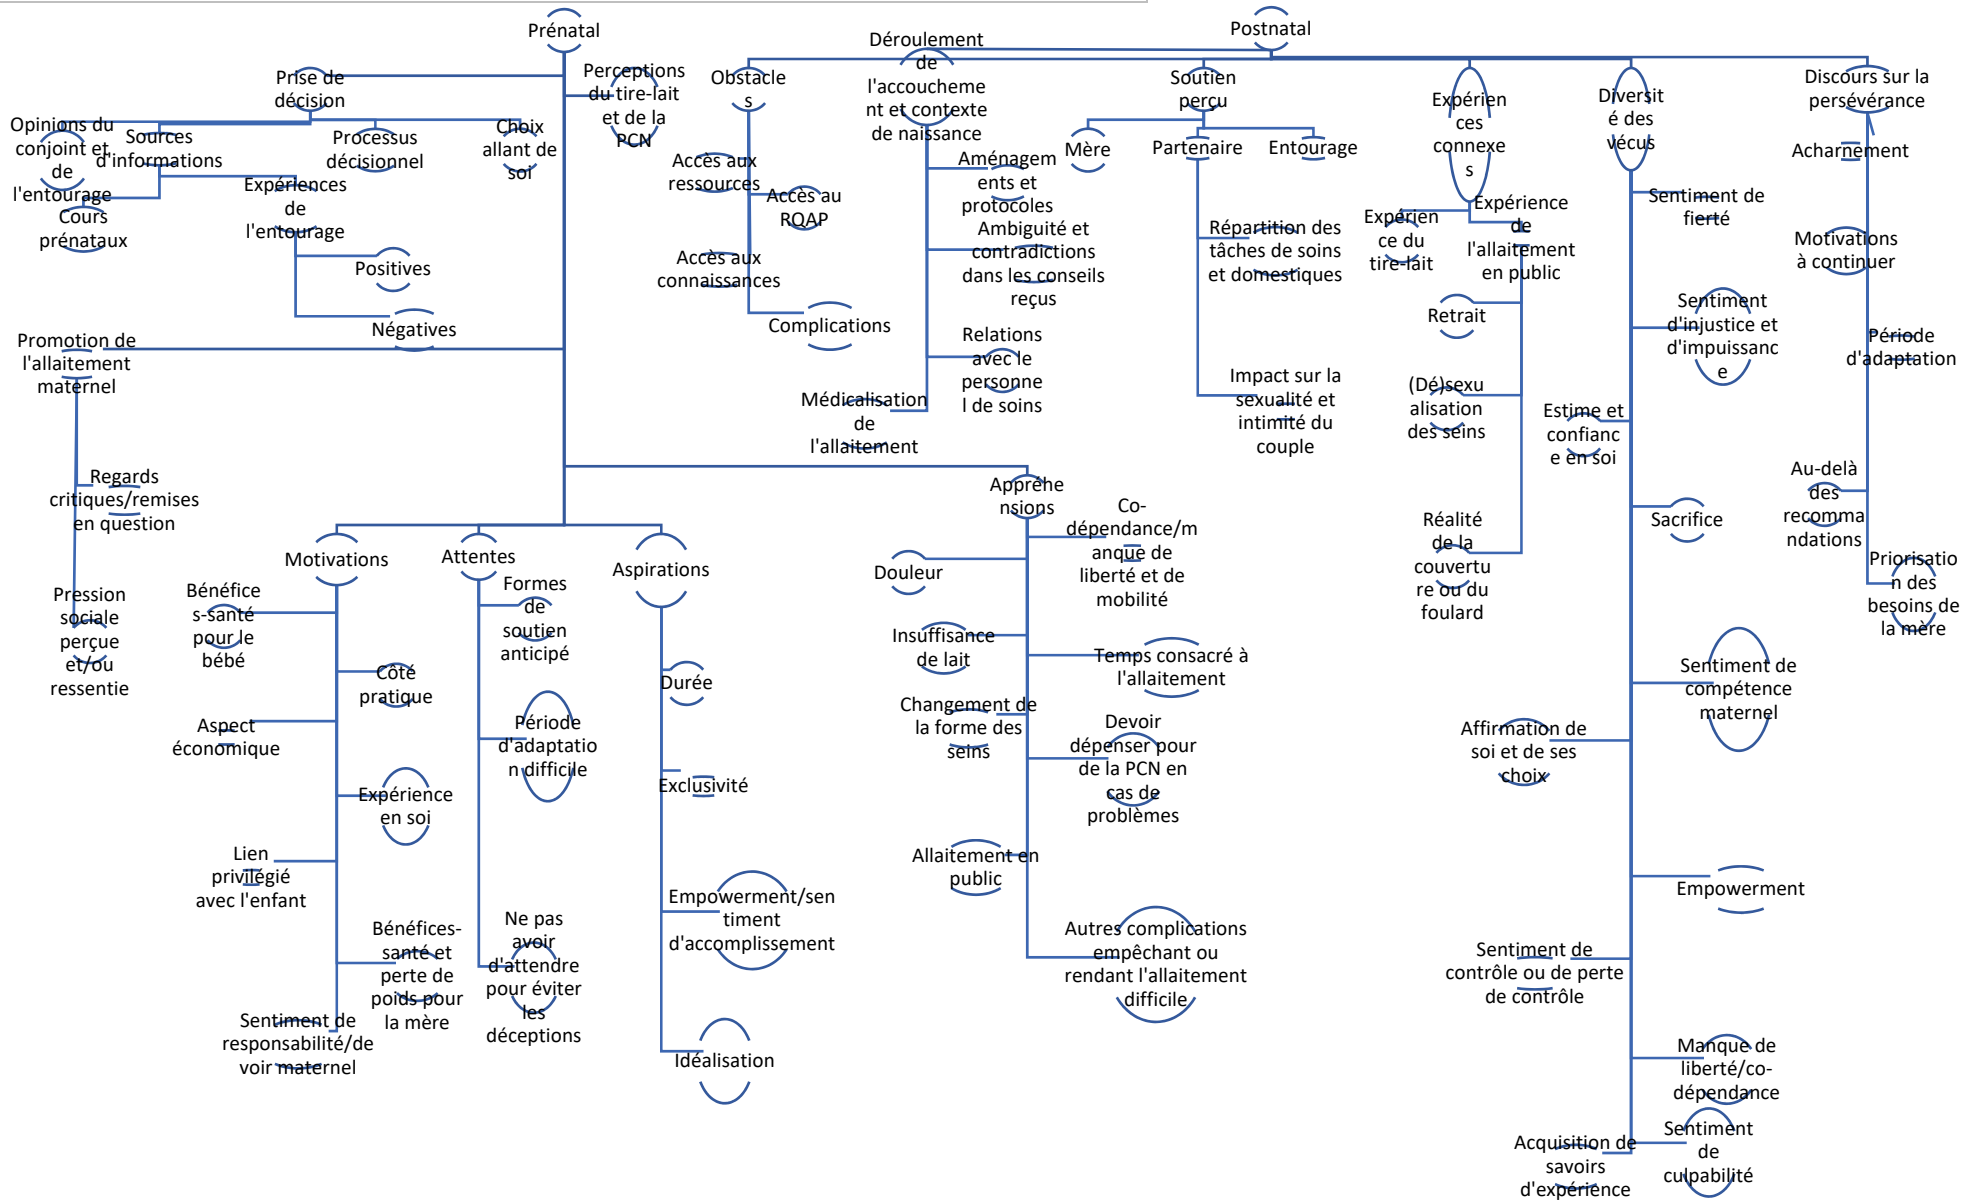 Prénatal
Prise de
décision
Opinions du
conjoint et
de
l'entourage
Sources
d'informations
Cours
prénataux
Expériences
de
l'entourage
Positives
Négatives
Processus
décisionnel
Choix
allant de
soi
Perceptions
du tire-lait
et de la
PCN
Promotion de
l'allaitement
maternel
Regards
critiques/remises
en question
Pression
sociale
perçue
et/ou
ressentie
Motivations
Bénéfice
s-santé
pour le
bébé
Côté
pratique
Aspect
économique
Expérience
en soi
Lien
privilégié
avec l'enfant
Bénéfices-
santé et
perte de
poids pour
la mère
Sentiment de
responsabilité/de
voir maternel
Attentes
Formes
de
soutien
anticipé
Période
d'adaptatio
n difficile
Ne pas
avoir
d'attendre
pour éviter
les
déceptions
Aspirations
Durée
Exclusivité
Empowerment/sen
timent
d'accomplissement
Idéalisation
Appréhe
nsions
Co-
dépendance/m
anque de
liberté et de
mobilité
Douleur
Insuffisance
de lait
Temps consacré à
l'allaitement
Changement de
la forme des
seins
Devoir
dépenser pour
de la PCN en
cas de
problèmes
Allaitement en
public
Autres complications
empêchant ou
rendant l'allaitement
difficile
Postnatal
Obstacle
s
Accès aux
ressources
Accès au
RQAP
Accès aux
connaissances
Complications
Déroulement
de
l'accoucheme
nt et contexte
de naissance
Aménagem
ents et
protocoles
Ambiguité et
contradictions
dans les conseils
reçus
Relations
avec le
personne
l de soins
Médicalisation
de
l'allaitement
Soutien
perçu
Mère
Partenaire
Entourage
Répartition des
tâches de soins
et domestiques
Impact sur la
sexualité et
intimité du
couple
Expérien
ces
connexe
s
Expérien
ce du
tire-lait
Expérience
de
l'allaitement
en public
Retrait
(Dé)sexu
alisation
des seins
Réalité
de la
couvertu
re ou du
foulard
Diversit
é des
vécus
Sentiment de
fierté
Sentiment
d'injustice et
d'impuissanc
e
Estime et
confianc
e en soi
Sacrifice
Sentiment de
compétence
maternel
Affirmation de
soi et de ses
choix
Empowerment
Sentiment de
contrôle ou de perte
de contrôle
Manque de
liberté/co-
dépendance
Sentiment
de
culpabilité
Acquisition de
savoirs
d'expérience
Discours sur la
persévérance
Acharnement
Motivations
à continuer
Période
d'adaptation
Au-delà
des
recomma
ndations
Priorisatio
n des
besoins de
la mère